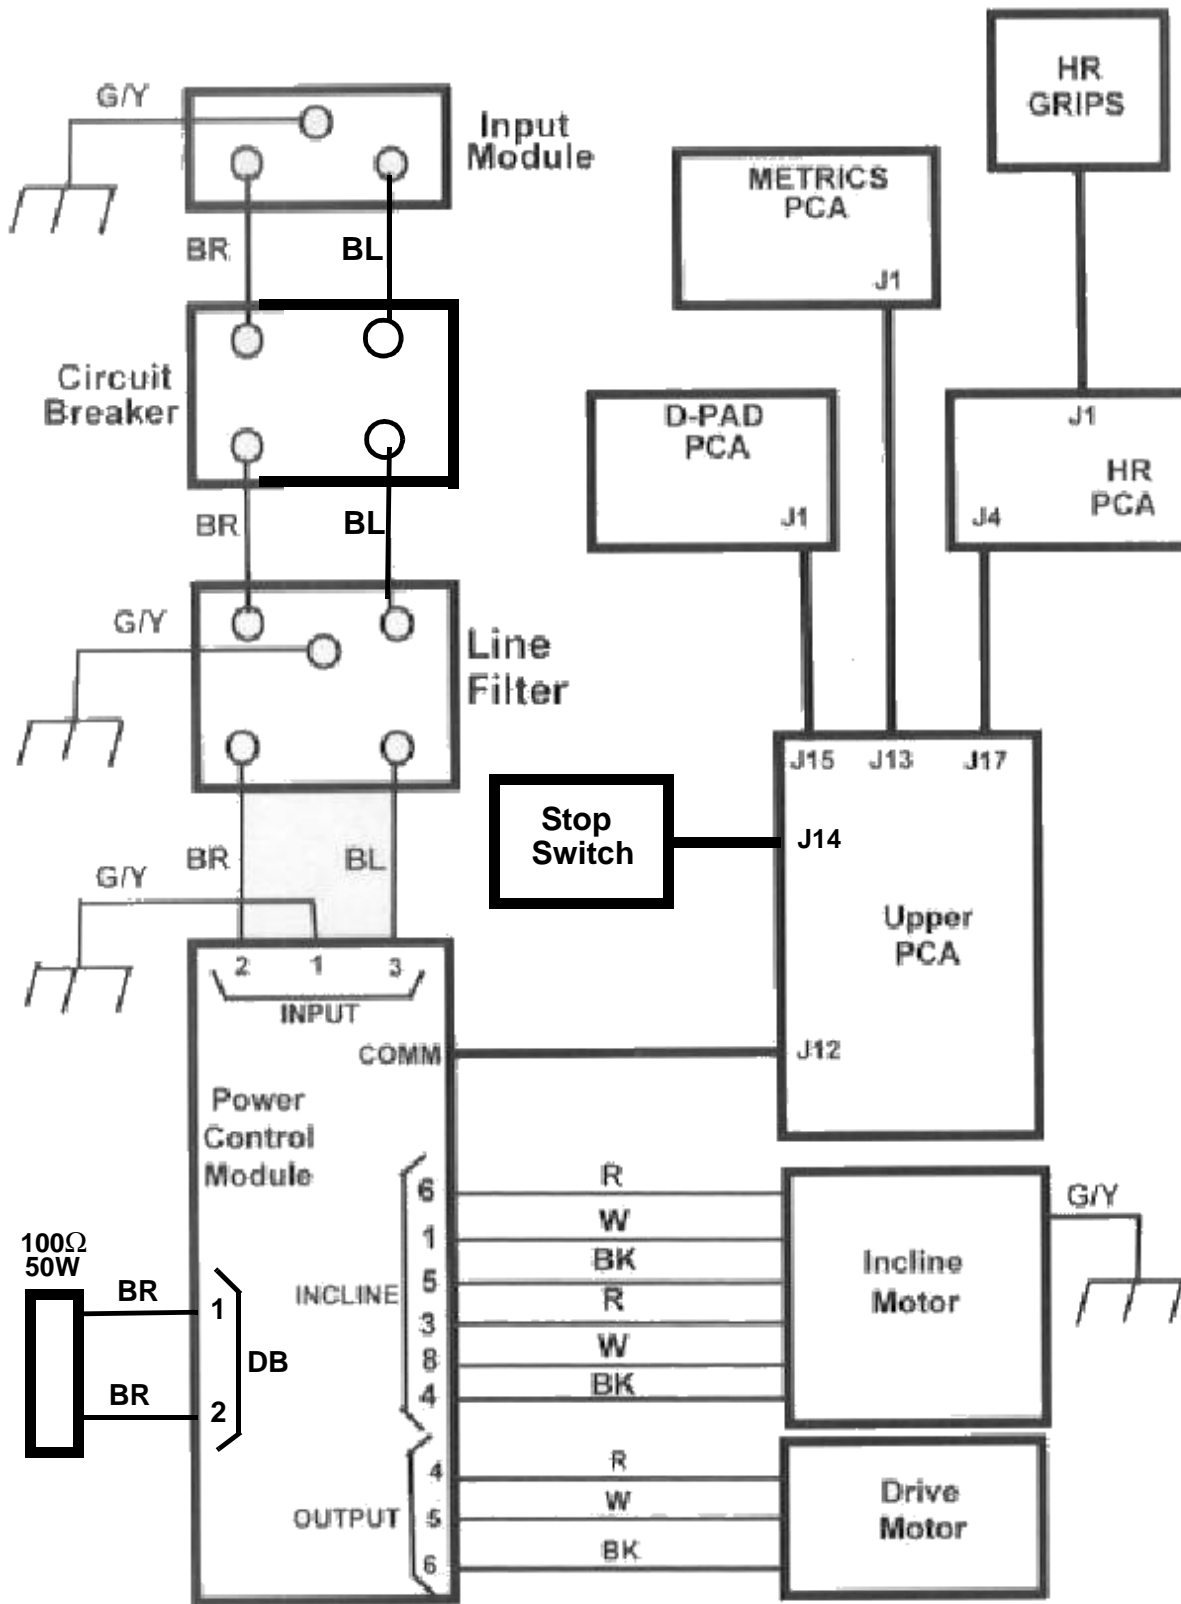 HR
GRIPS
G/Y
Input
Module
METRICS
PCA
J1
BR
BL
Circuit
Breaker
D-PAD
PCA
J1
J1
HR
PCA
J4
BR
BL
G/Y
Line
Filter
J15 J13 J17
Stop
Switch
J14
BR
BL
G/Y
Upper
PCA
2 1 3
INPUT
COMM
J12
Power
Control
Module
6
R
1
W
5
BK
3
R
8
W
4
BK
INCLINE
Incline
Motor
G/Y
100Ω
50W
BR
1
DB
BR
2
4
R
5
W
6
BK
OUTPUT
Drive
Motor